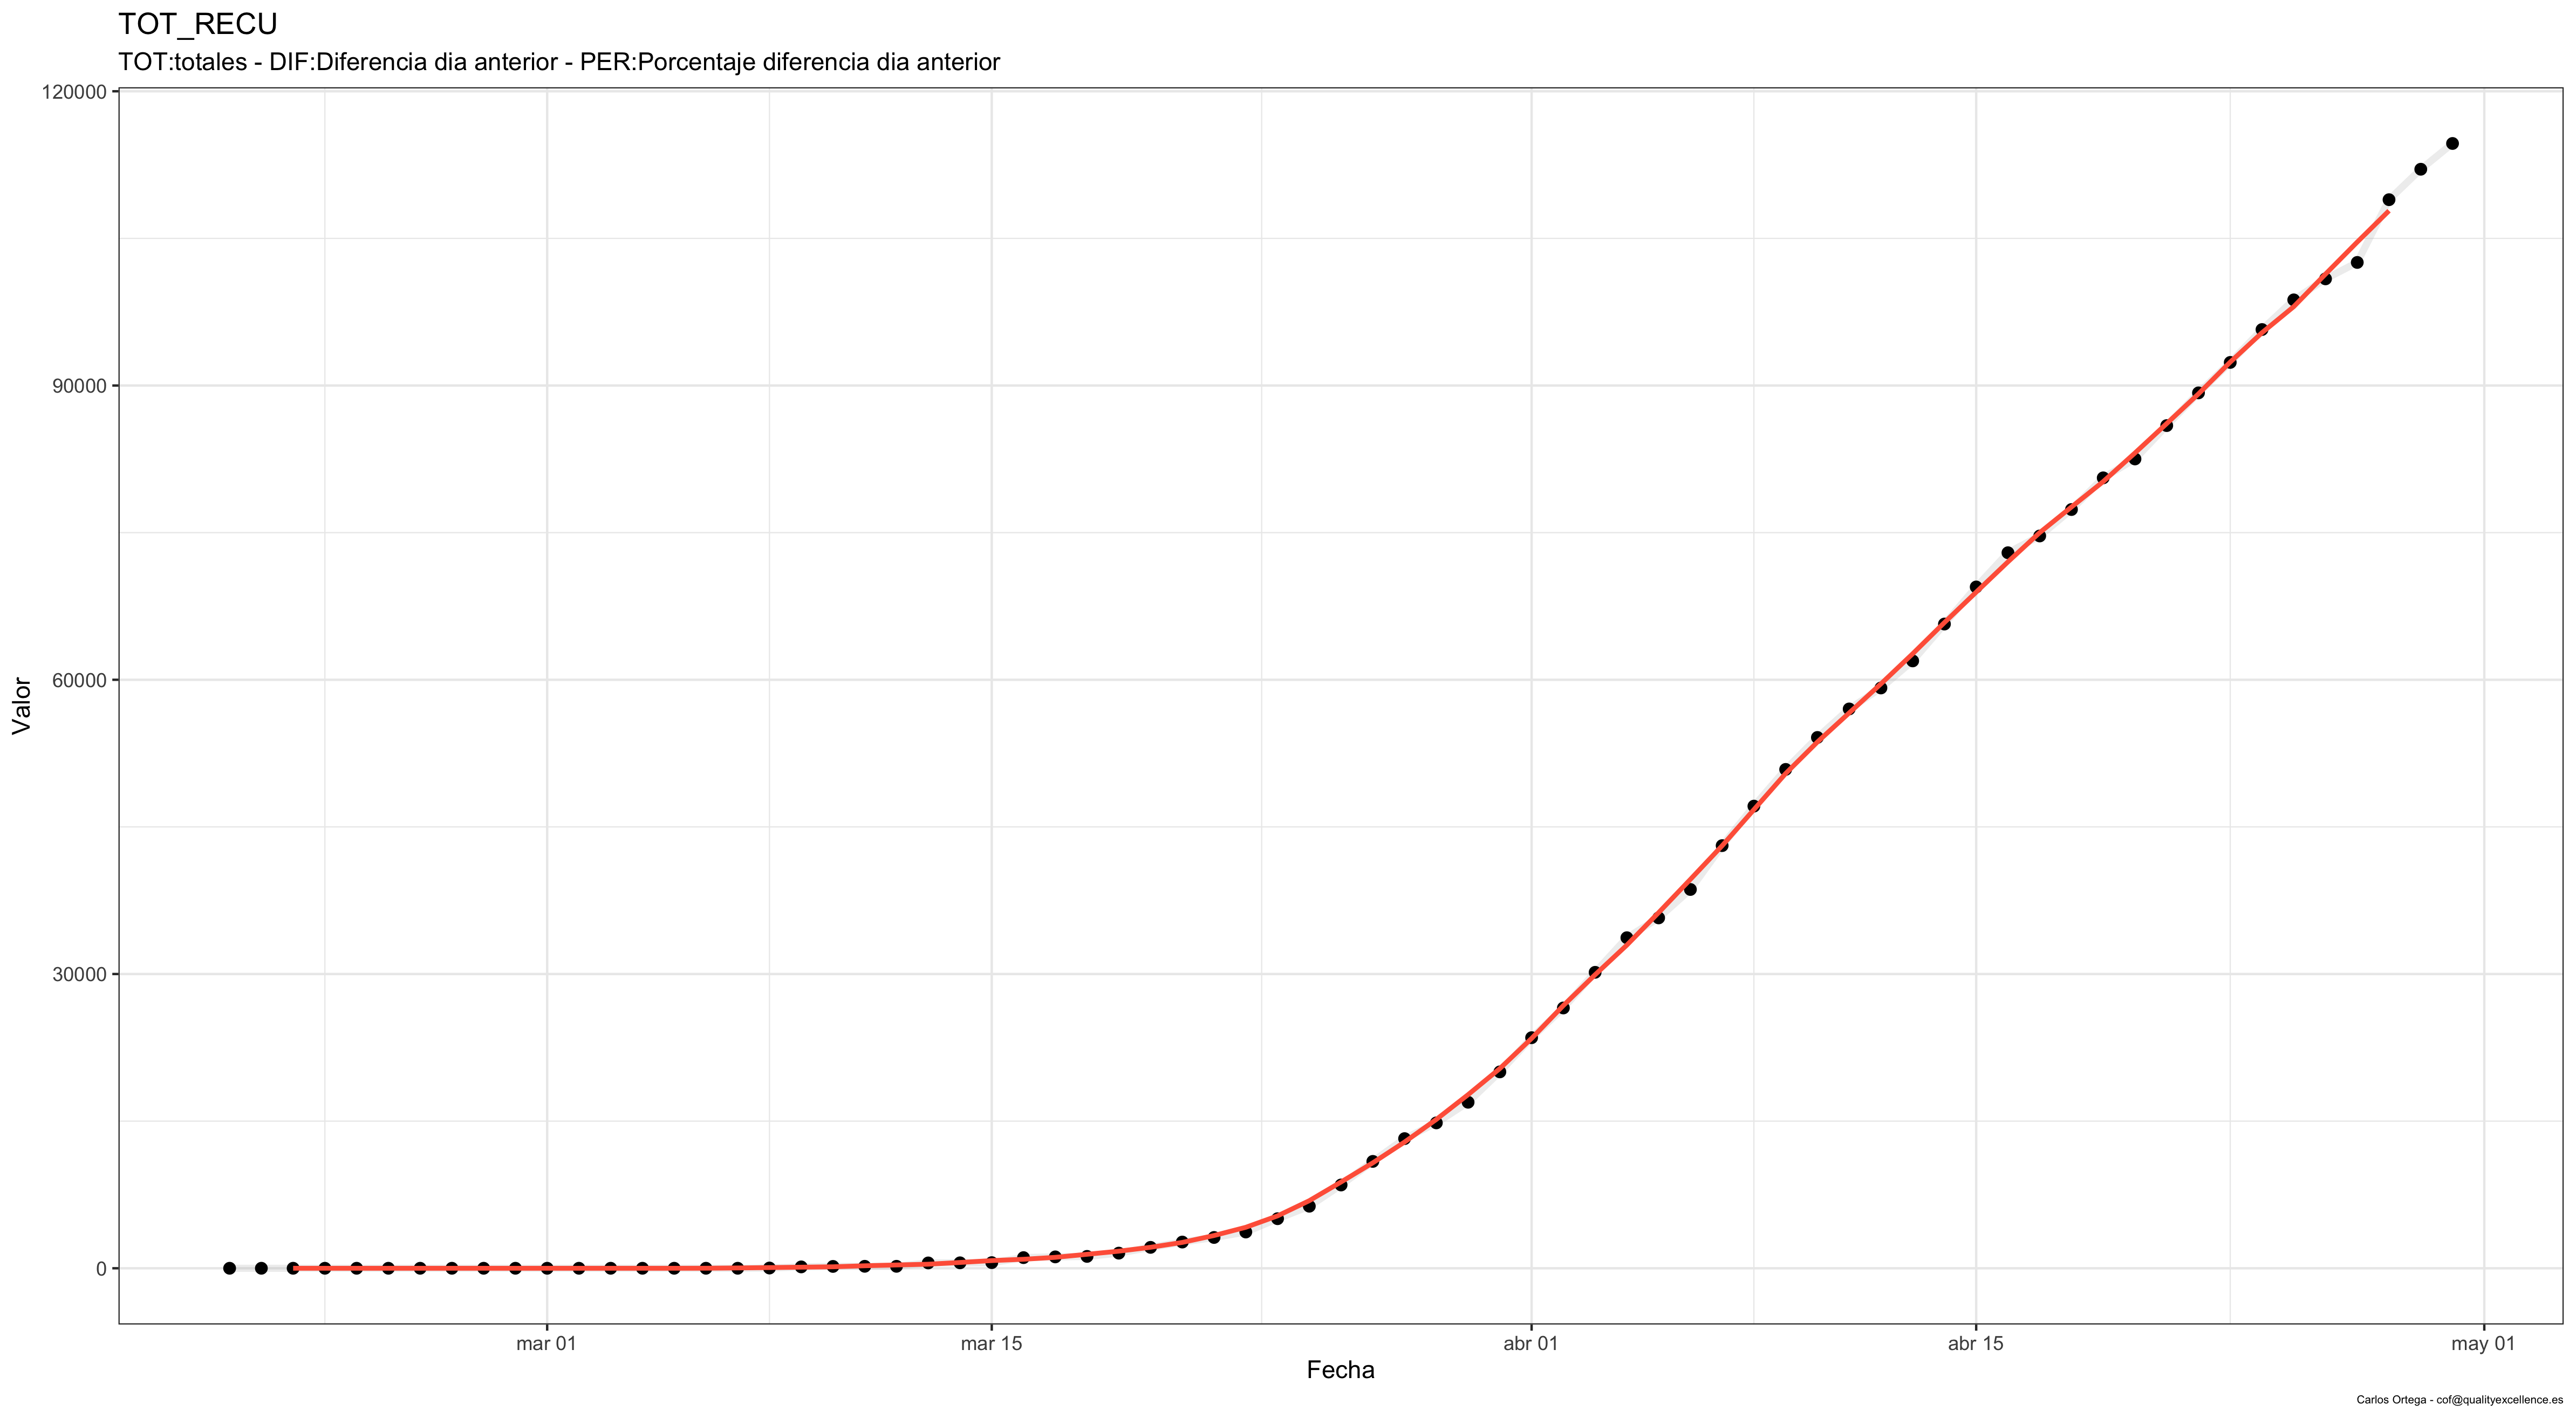 TOT_RECU
TOT:totales - DIF:Diferencia dia anterior - PER:Porcentaje diferencia dia anterior
120000
90000
60000
30000
0
Valor
mar 01
mar 15
abr 01
abr 15
may 01
Fecha
Carlos Ortega - cof@qualityexcellence.es